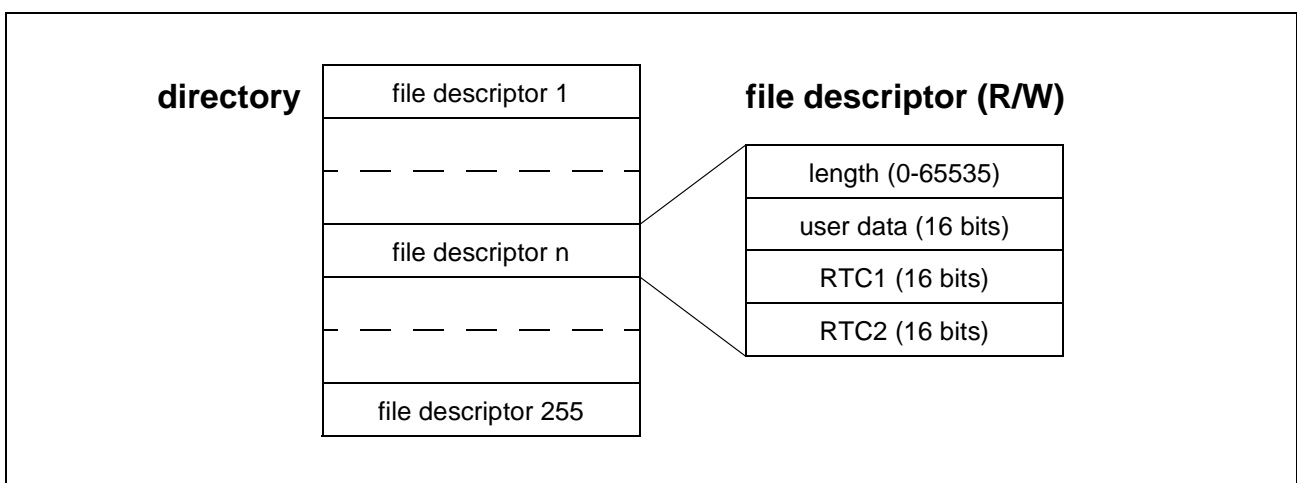 directory
file descriptor 1
file descriptor n
file descriptor 255
file descriptor (R/W)
length (0-65535)
user data (16 bits)
RTC1 (16 bits)
RTC2 (16 bits)